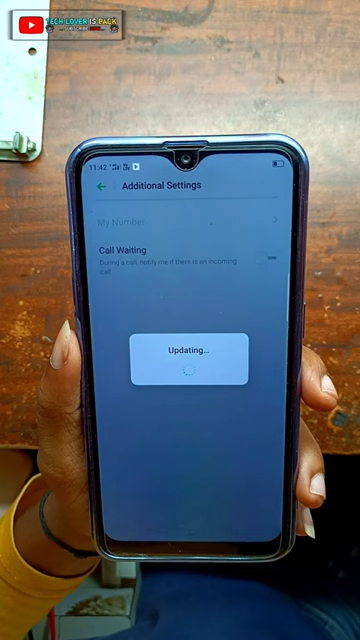 TECH LOVER IS BACK
SUBSCRIBE
11:42
Additional Settings
My Number
Call Waiting
During a call, notify me if there is an incoming
call
Updating...